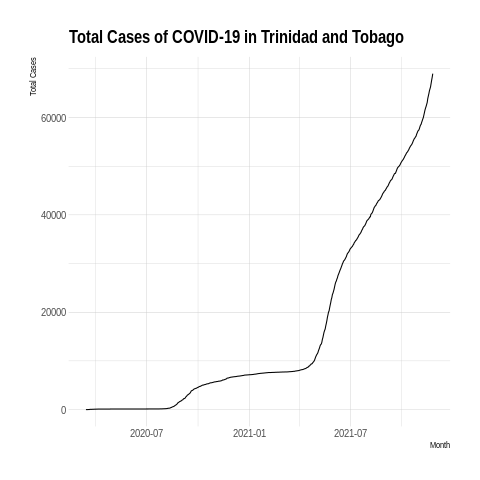 Total Cases of COVID-19 in Trinidad and Tobago
Total Cases
60000
40000
20000
0
2020-07 2021-01 2021-07
Month